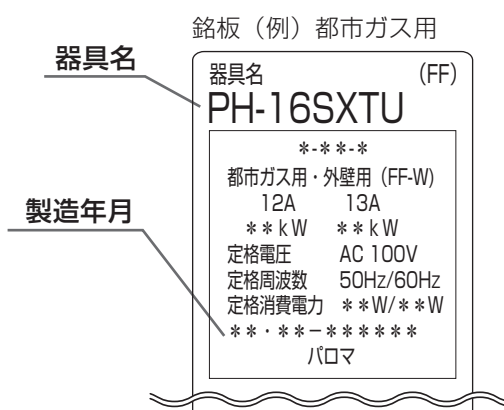 銘板（例）都市ガス用
器具名
器具名 (FF)
PH-16SXTU
*-**-*
都市ガス用・外壁用 (FF-W)
12A 13A
**kW **kW
製造年月
定格電圧 AC 100V
定格周波数 50Hz/60Hz
定格消費電力 **W/**W
**・**－******
パロマ